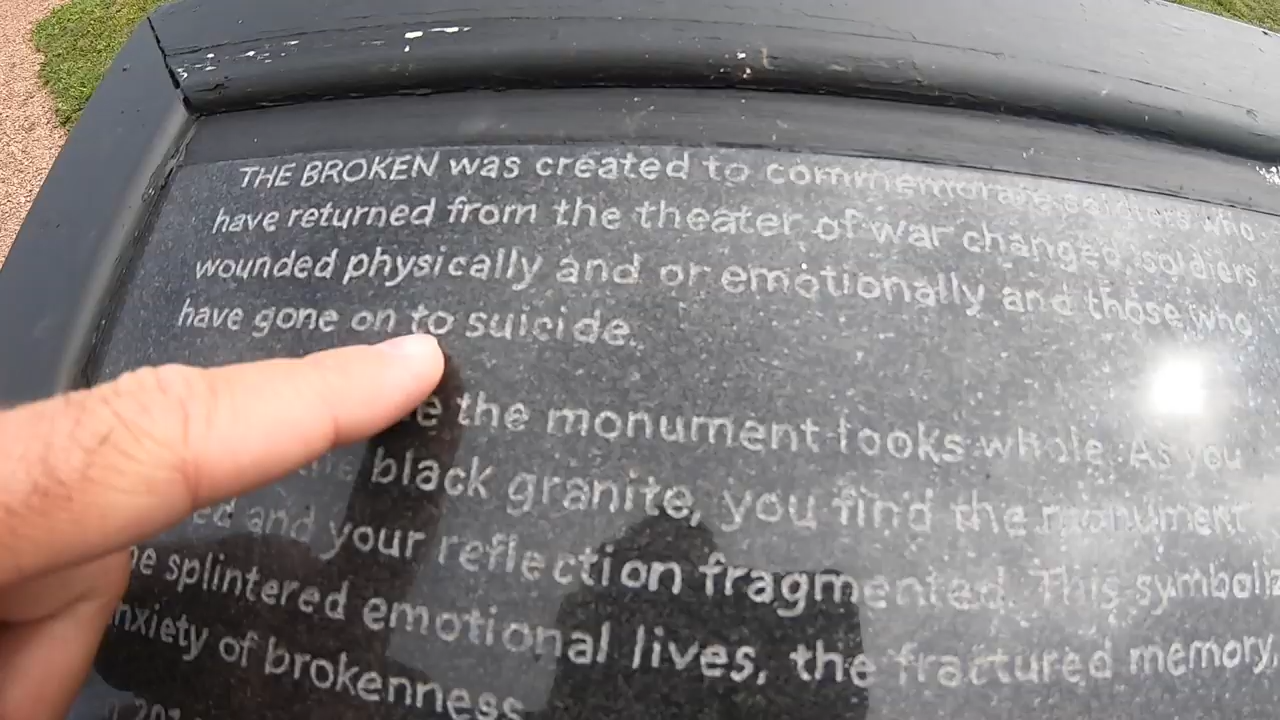 THE BROKEN was created to commemorate soldiers who
have returned from the theater of war changed, soldiers
wounded physically and or emotionally and those who
have gone on to suicide.
the monument looks whole. As you
the black granite, you find the monument
and your reflection fragmented. This
splintered emotional lives, the fractured memory,
of brokenness